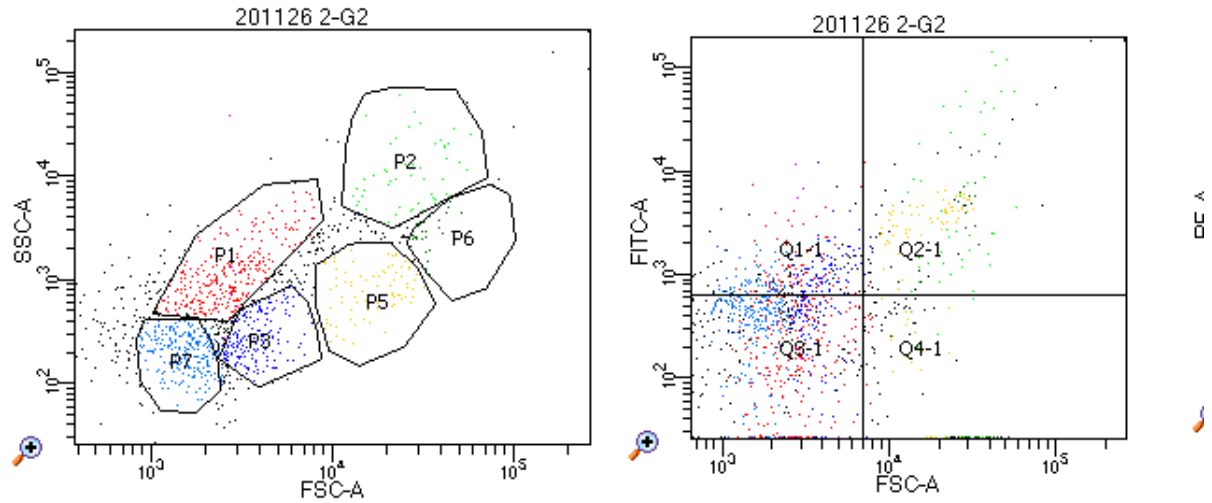 201126 2-G2
SSC-A
10^5
10^4
10^3
10^2
P1
P2
P3
P5
P6
P7
10^3
10^4
10^5
FSC-A
201126 2-G2
FITC-A
10^5
10^4
10^3
10^2
Q1-1
Q2-1
Q3-1
Q4-1
10^3
10^4
10^5
FSC-A